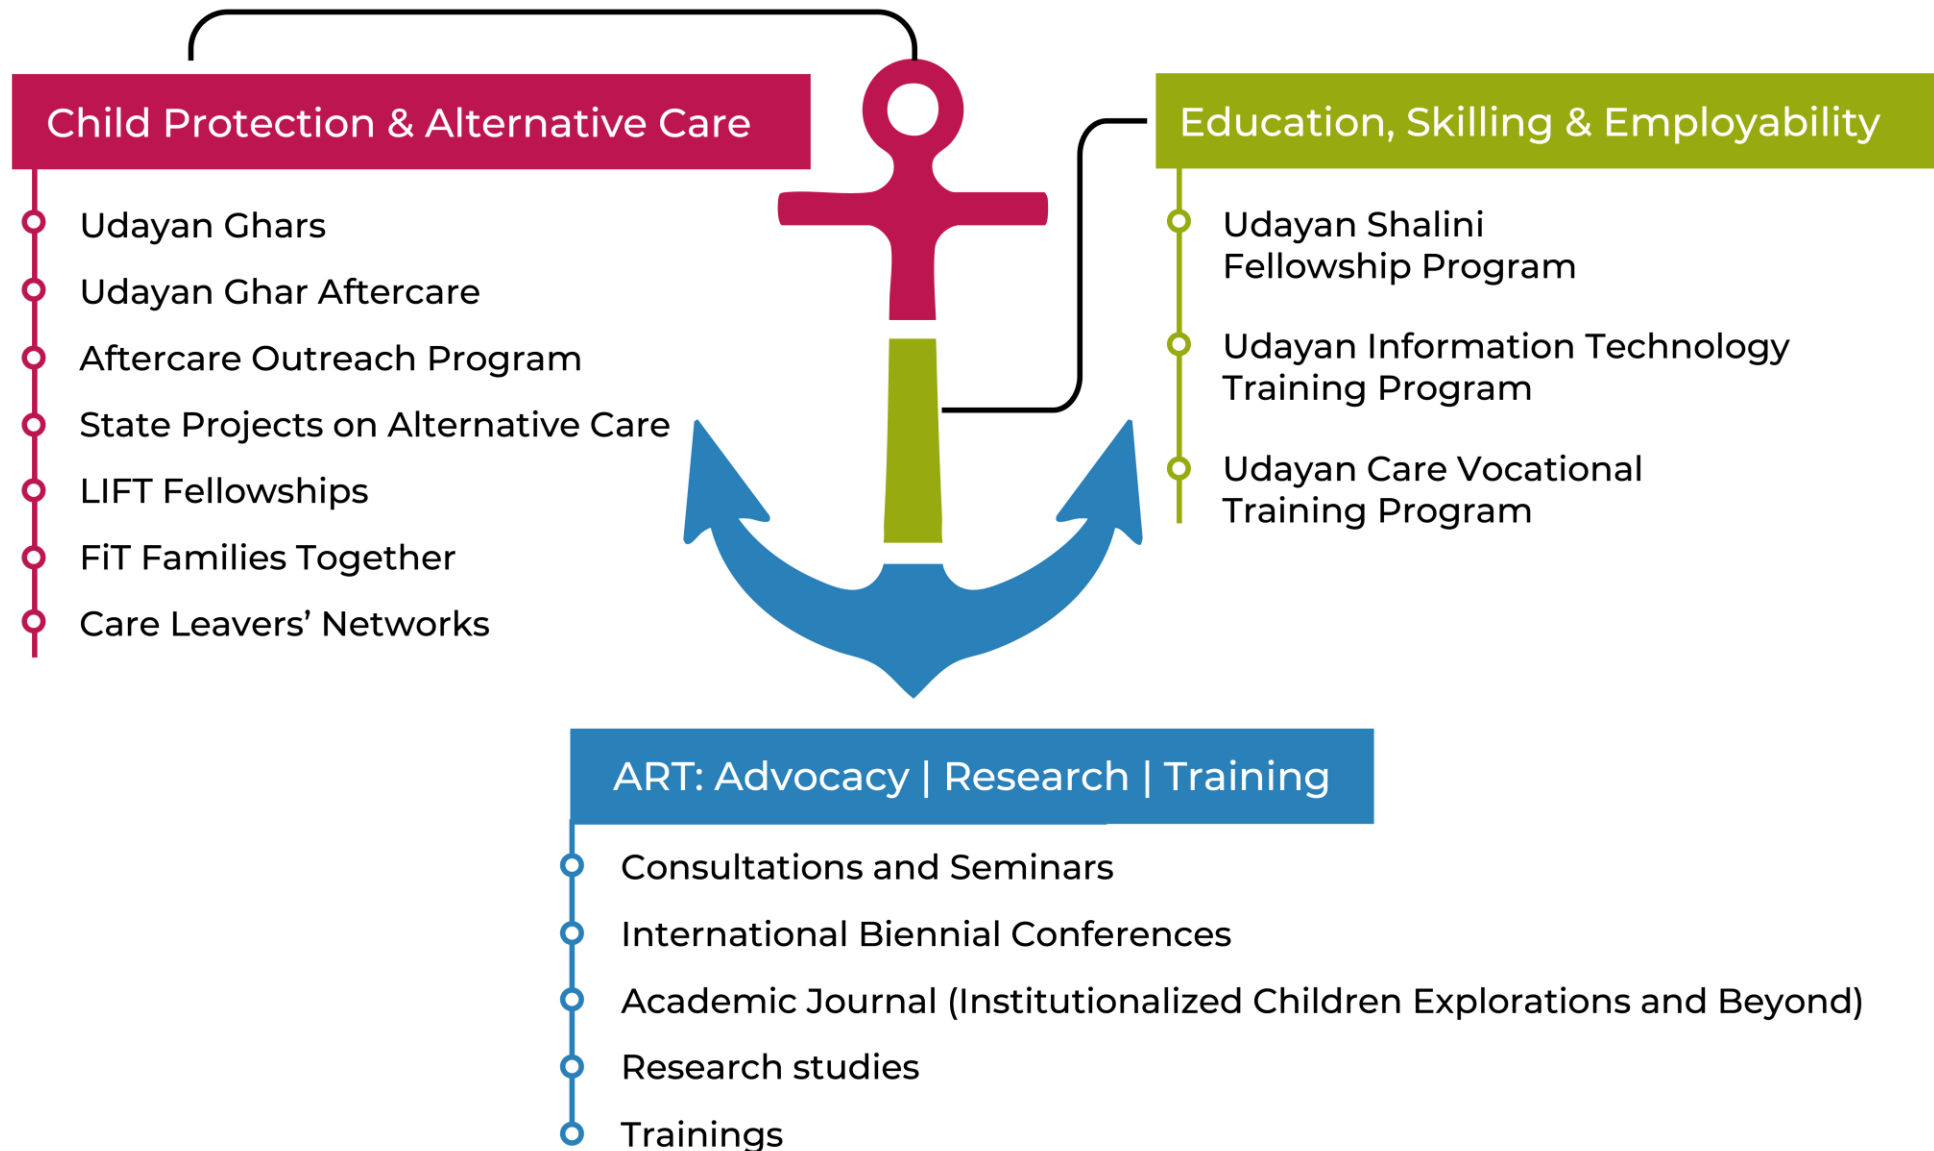 Child Protection & Alternative Care
Udayan Ghars
Udayan Ghar Aftercare
Aftercare Outreach Program
State Projects on Alternative Care
LIFT Fellowships
FiT Families Together
Care Leavers’ Networks
Education, Skilling & Employability
Udayan Shalini
Fellowship Program
Udayan Information Technology
Training Program
Udayan Care Vocational
Training Program
ART: Advocacy | Research | Training
Consultations and Seminars
International Biennial Conferences
Academic Journal (Institutionalized Children Explorations and Beyond)
Research studies
Trainings